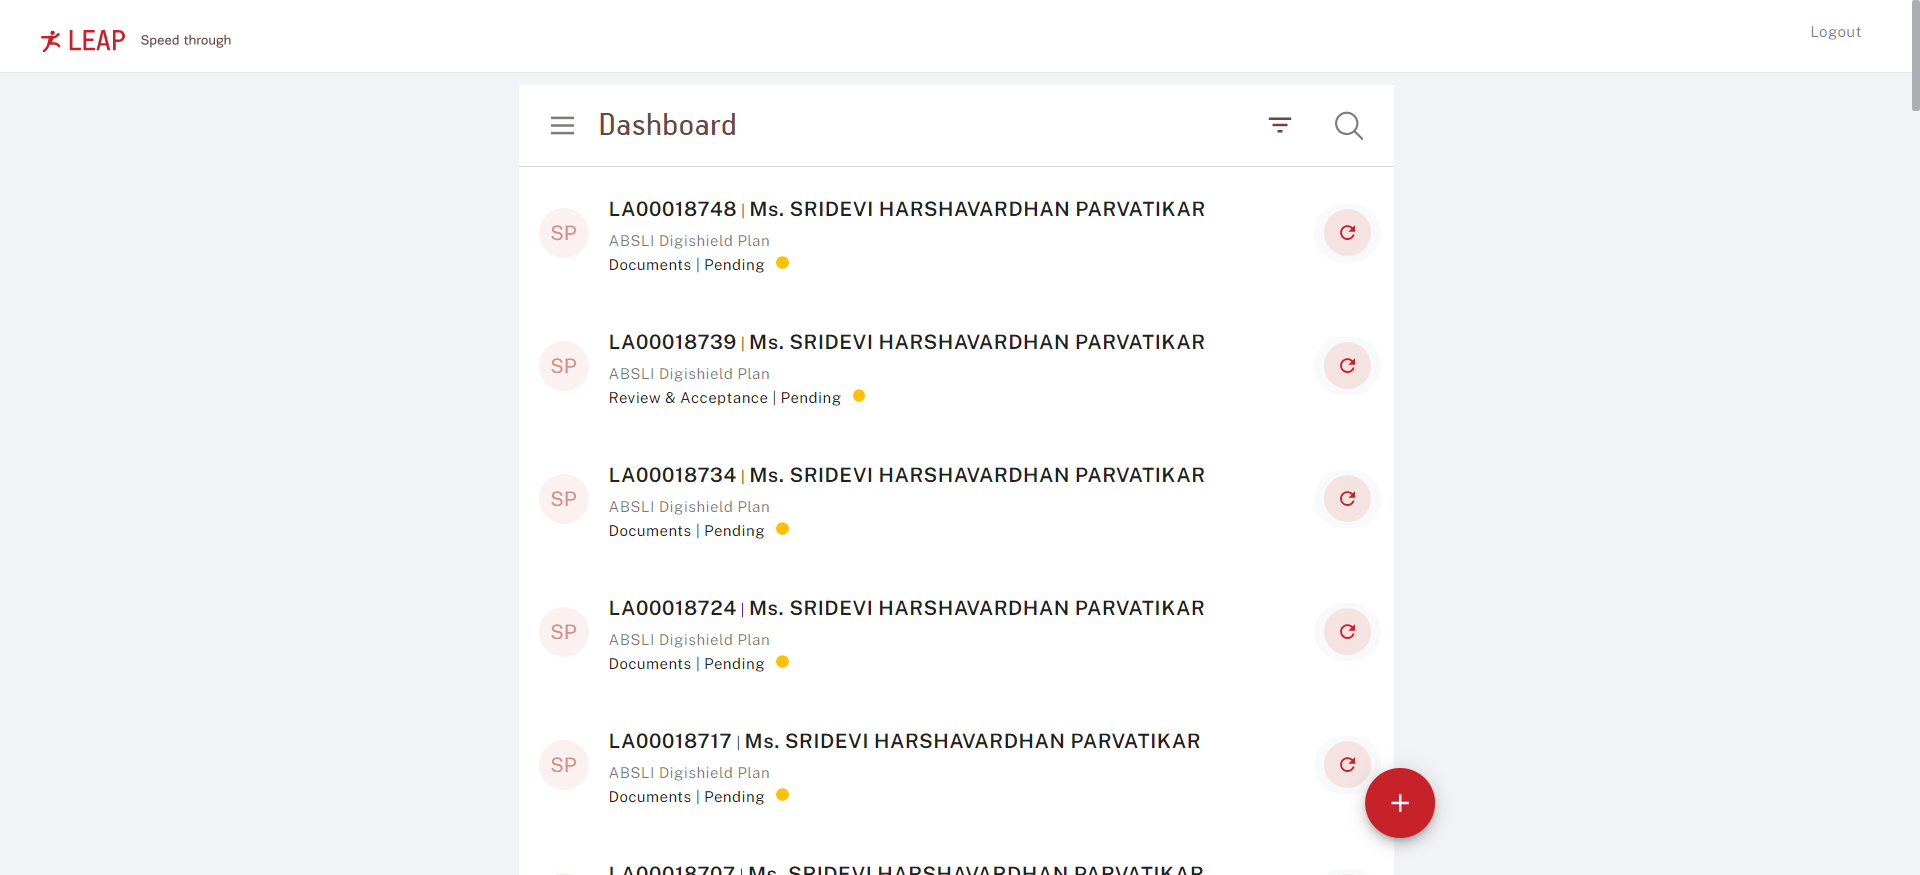 LEAP Speed through
Logout
Dashboard
SP
LA00018748 | Ms. SRIDEVI HARSHAVARDHAN PARVATIKAR
ABSLI Digishield Plan
Documents | Pending
SP
LA00018739 | Ms. SRIDEVI HARSHAVARDHAN PARVATIKAR
ABSLI Digishield Plan
Review & Acceptance | Pending
SP
LA00018734 | Ms. SRIDEVI HARSHAVARDHAN PARVATIKAR
ABSLI Digishield Plan
Documents | Pending
SP
LA00018724 | Ms. SRIDEVI HARSHAVARDHAN PARVATIKAR
ABSLI Digishield Plan
Documents | Pending
SP
LA00018717 | Ms. SRIDEVI HARSHAVARDHAN PARVATIKAR
ABSLI Digishield Plan
Documents | Pending
LA00018707 | Ms. SRIDEVI HARSHAVARDHAN PARVATIKAR